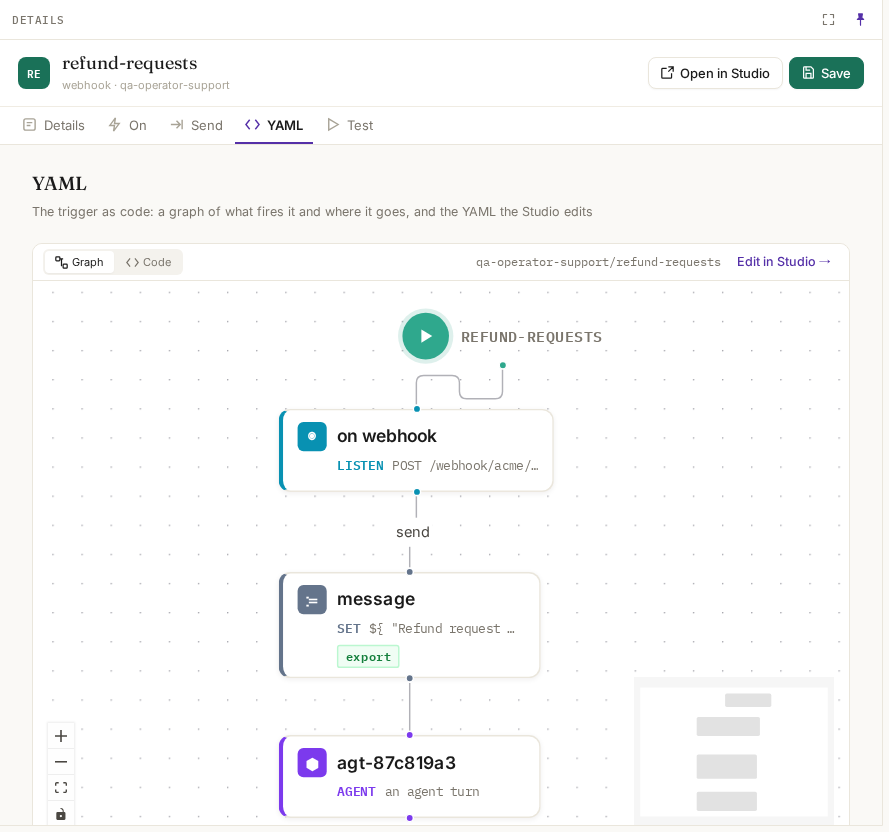 DETAILS
RE
refund-requests
webhook · qa-operator-support
Open in Studio
Save
Details
On
Send
YAML
Test
YAML
The trigger as code: a graph of what fires it and where it goes, and the YAML the Studio edits
Graph
Code
qa-operator-support/refund-requests
Edit in Studio →
REFUND-REQUESTS
on webhook
LISTEN POST /webhook/acme/…
send
message
SET ${ "Refund request …
export
agt-87c819a3
AGENT an agent turn